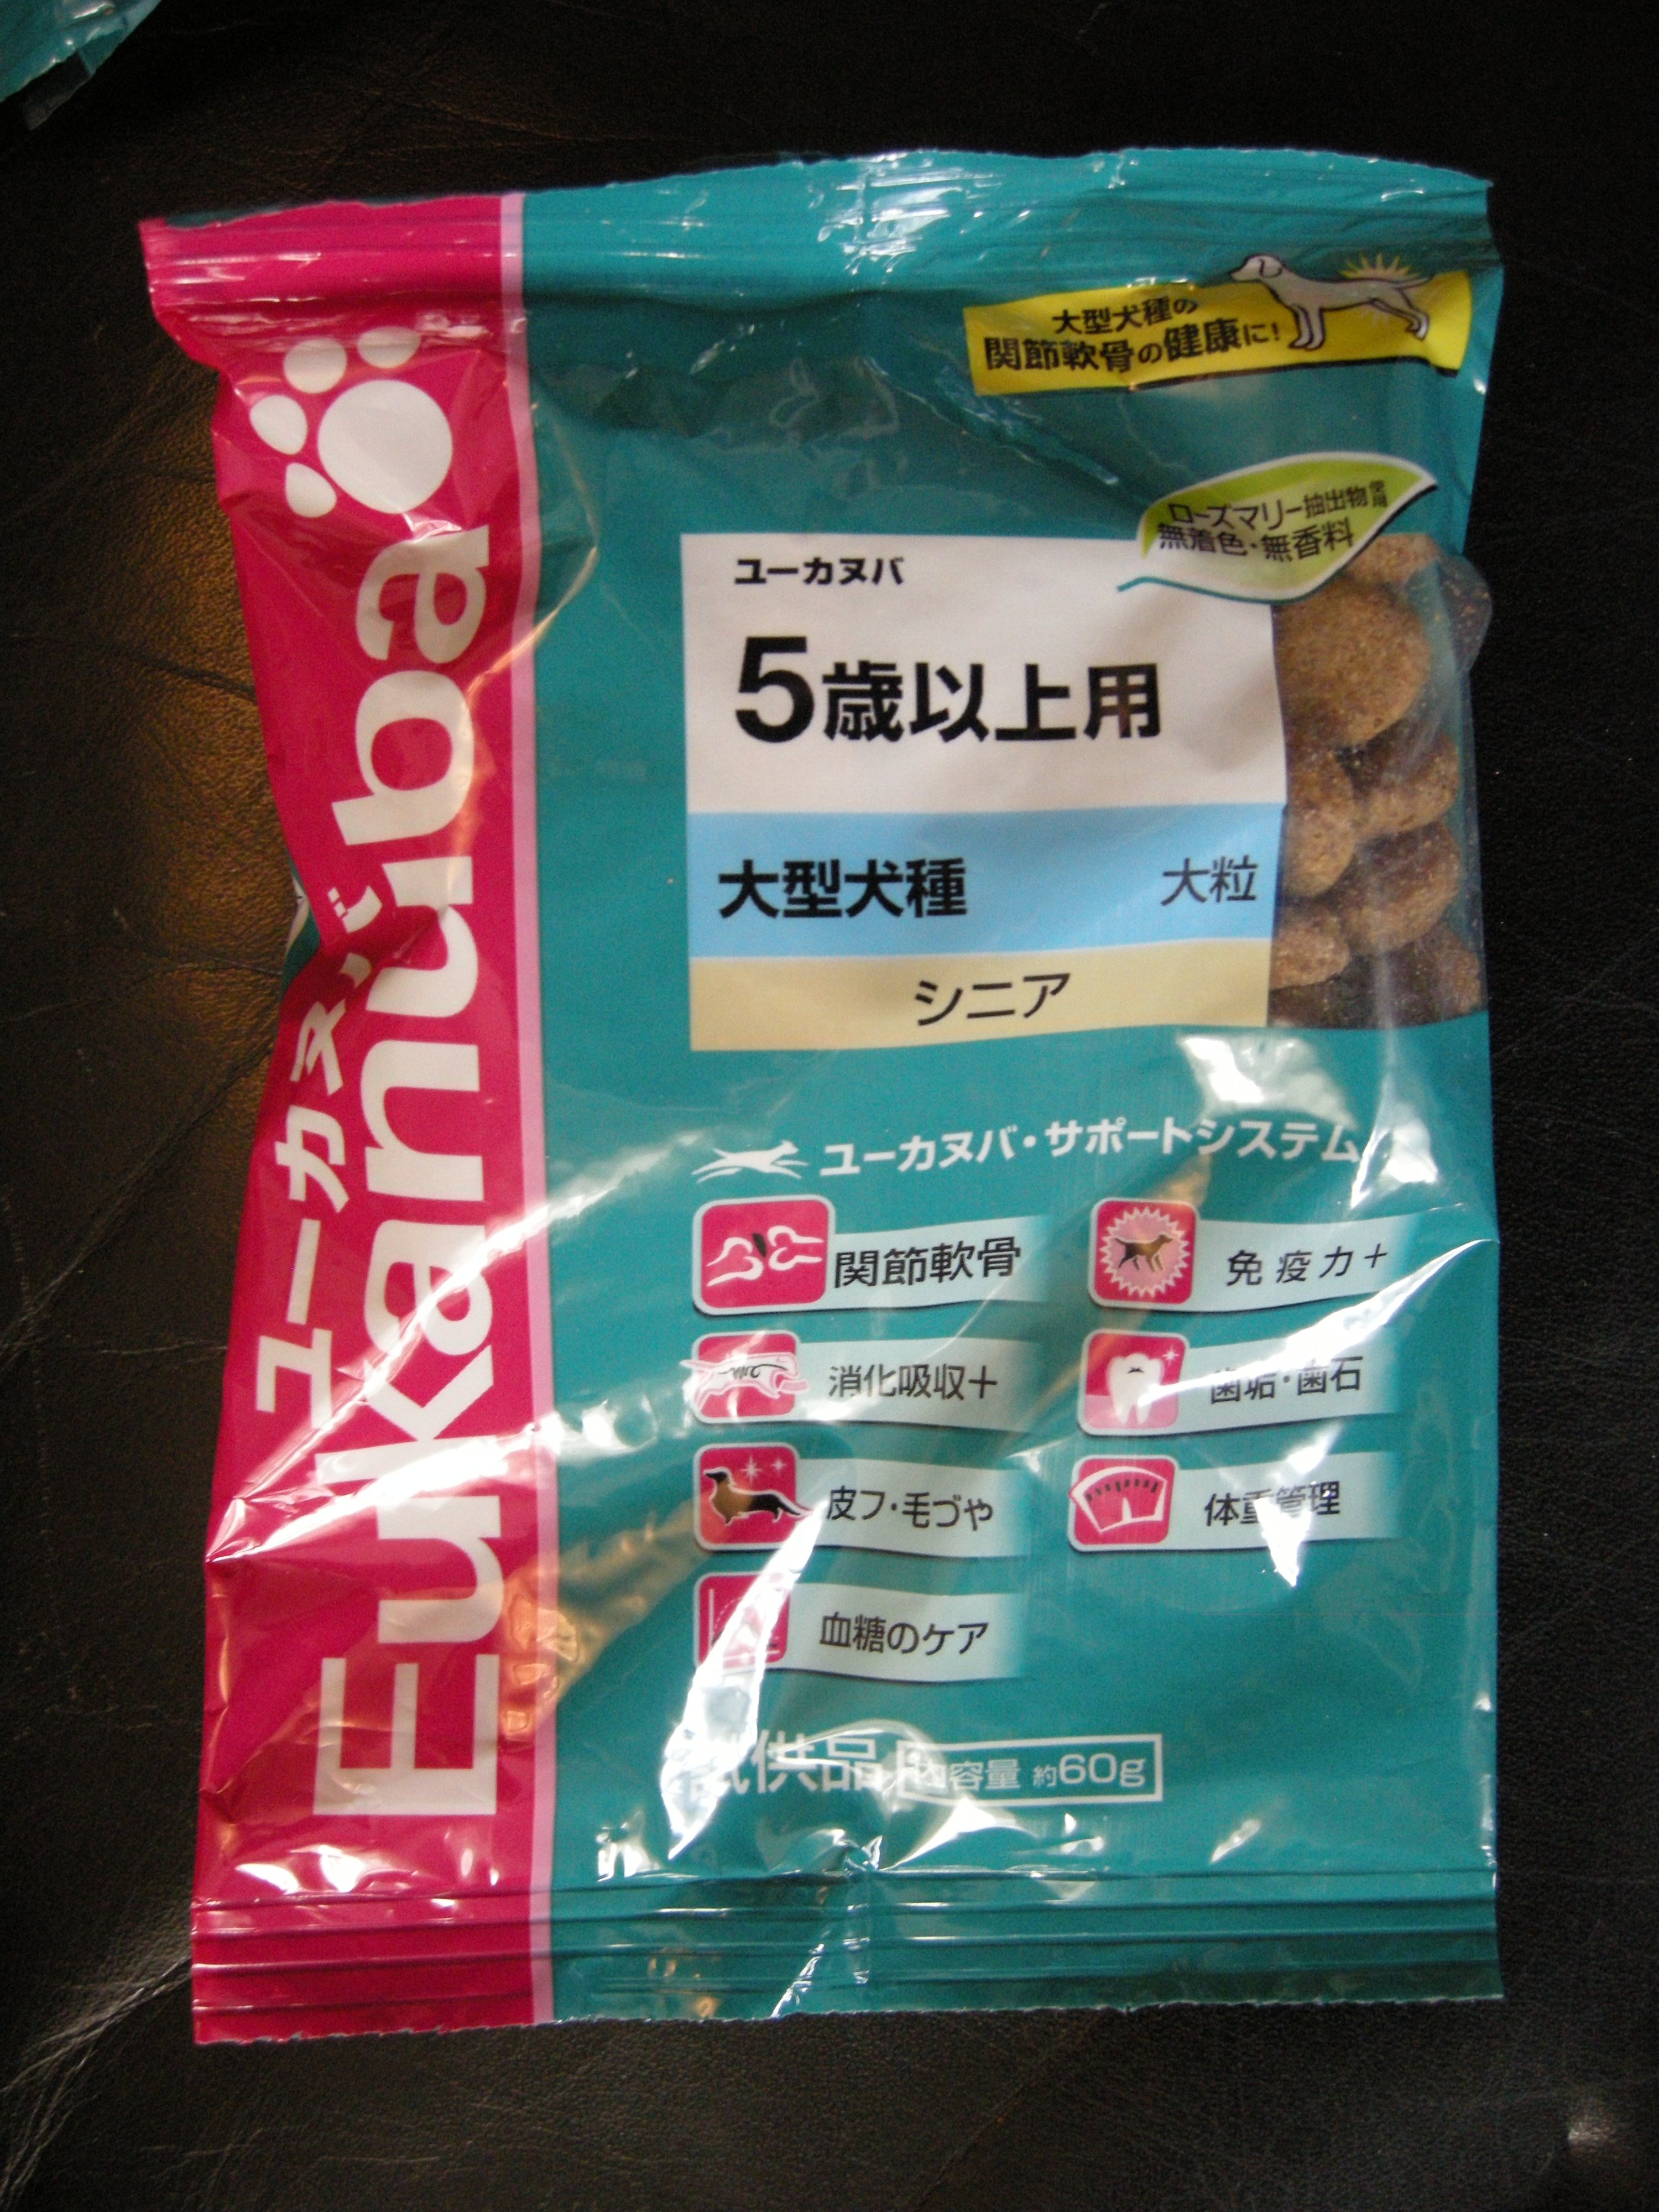 大型犬種の
関節軟骨の健康に!
ローズマリー抽出物使用
無着色・無香料
ユーカヌバ
Eukanuba
ユーカヌバ
5歳以上用
大型犬種 大粒
シニア
ユーカヌバ・サポートシステム
関節軟骨 免疫力+
消化吸収+ 歯垢・歯石
皮フ・毛づや 体重管理
血糖のケア
試供品 内容量 約60g